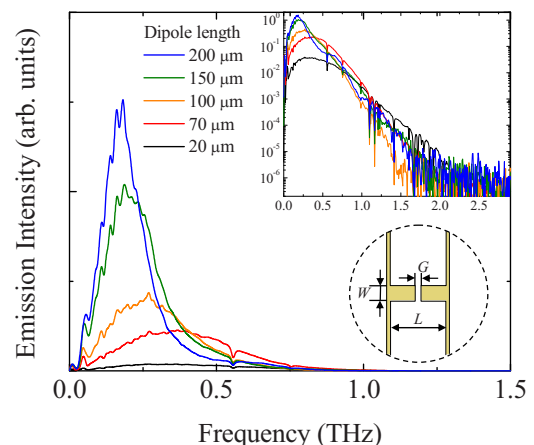 Emission Intensity (arb. units)
Dipole length
200 μm
150 μm
100 μm
70 μm
20 μm
10⁰
10⁻¹
10⁻²
10⁻³
10⁻⁴
10⁻⁵
10⁻⁶
0.0 0.5 1.0 1.5 2.0 2.5
G
W
L
0.0 0.5 1.0 1.5
Frequency (THz)